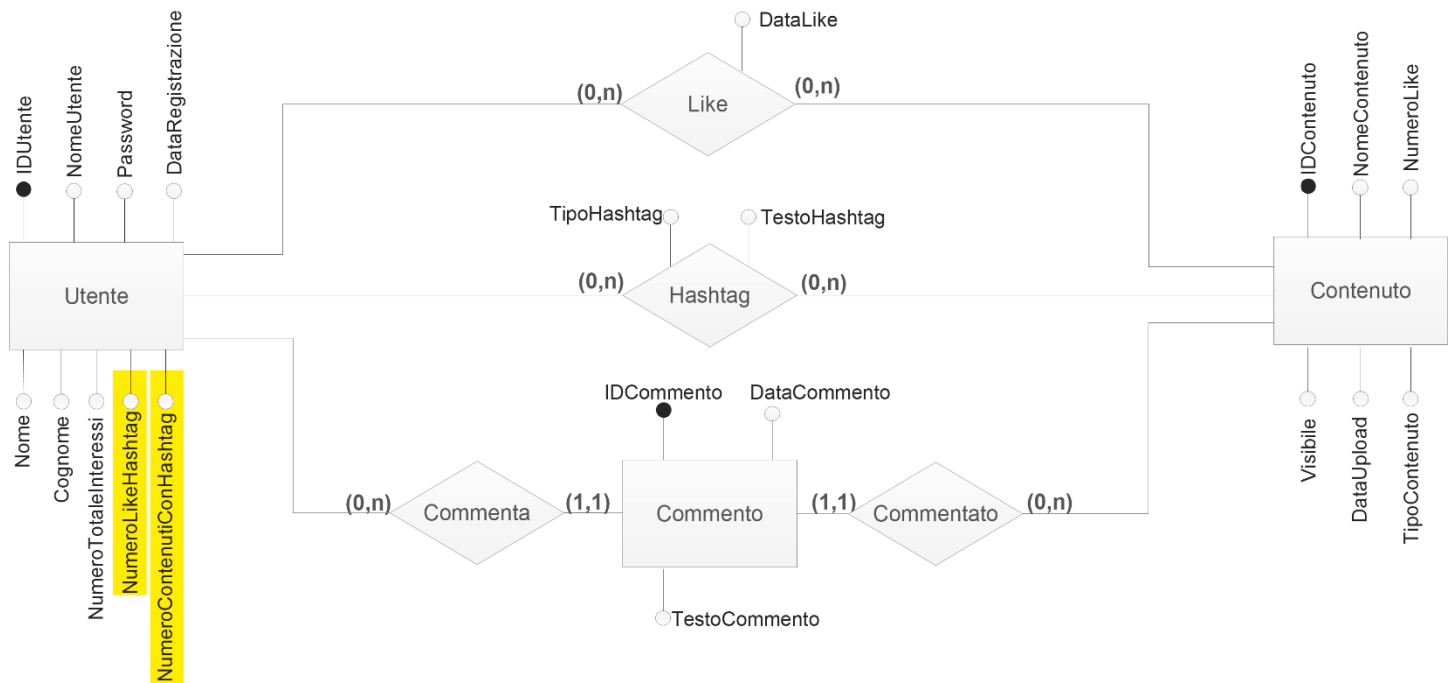 DataLike
(0,n)
Like
(0,n)
IDUtente
NomeUtente
Password
DataRegistrazione
IDContenuto
NomeContenuto
NumeroLike
TipoHashtag
TestoHashtag
Utente
(0,n)
Hashtag
(0,n)
Contenuto
Nome
Cognome
NumeroTotaleInteressi
NumeroLikeHashtag
NumeroContenutiConHashtag
IDCommento
DataCommento
Visibile
DataUpload
TipoContenuto
(0,n)
Commenta
(1,1)
Commento
(1,1)
Commentato
(0,n)
TestoCommento